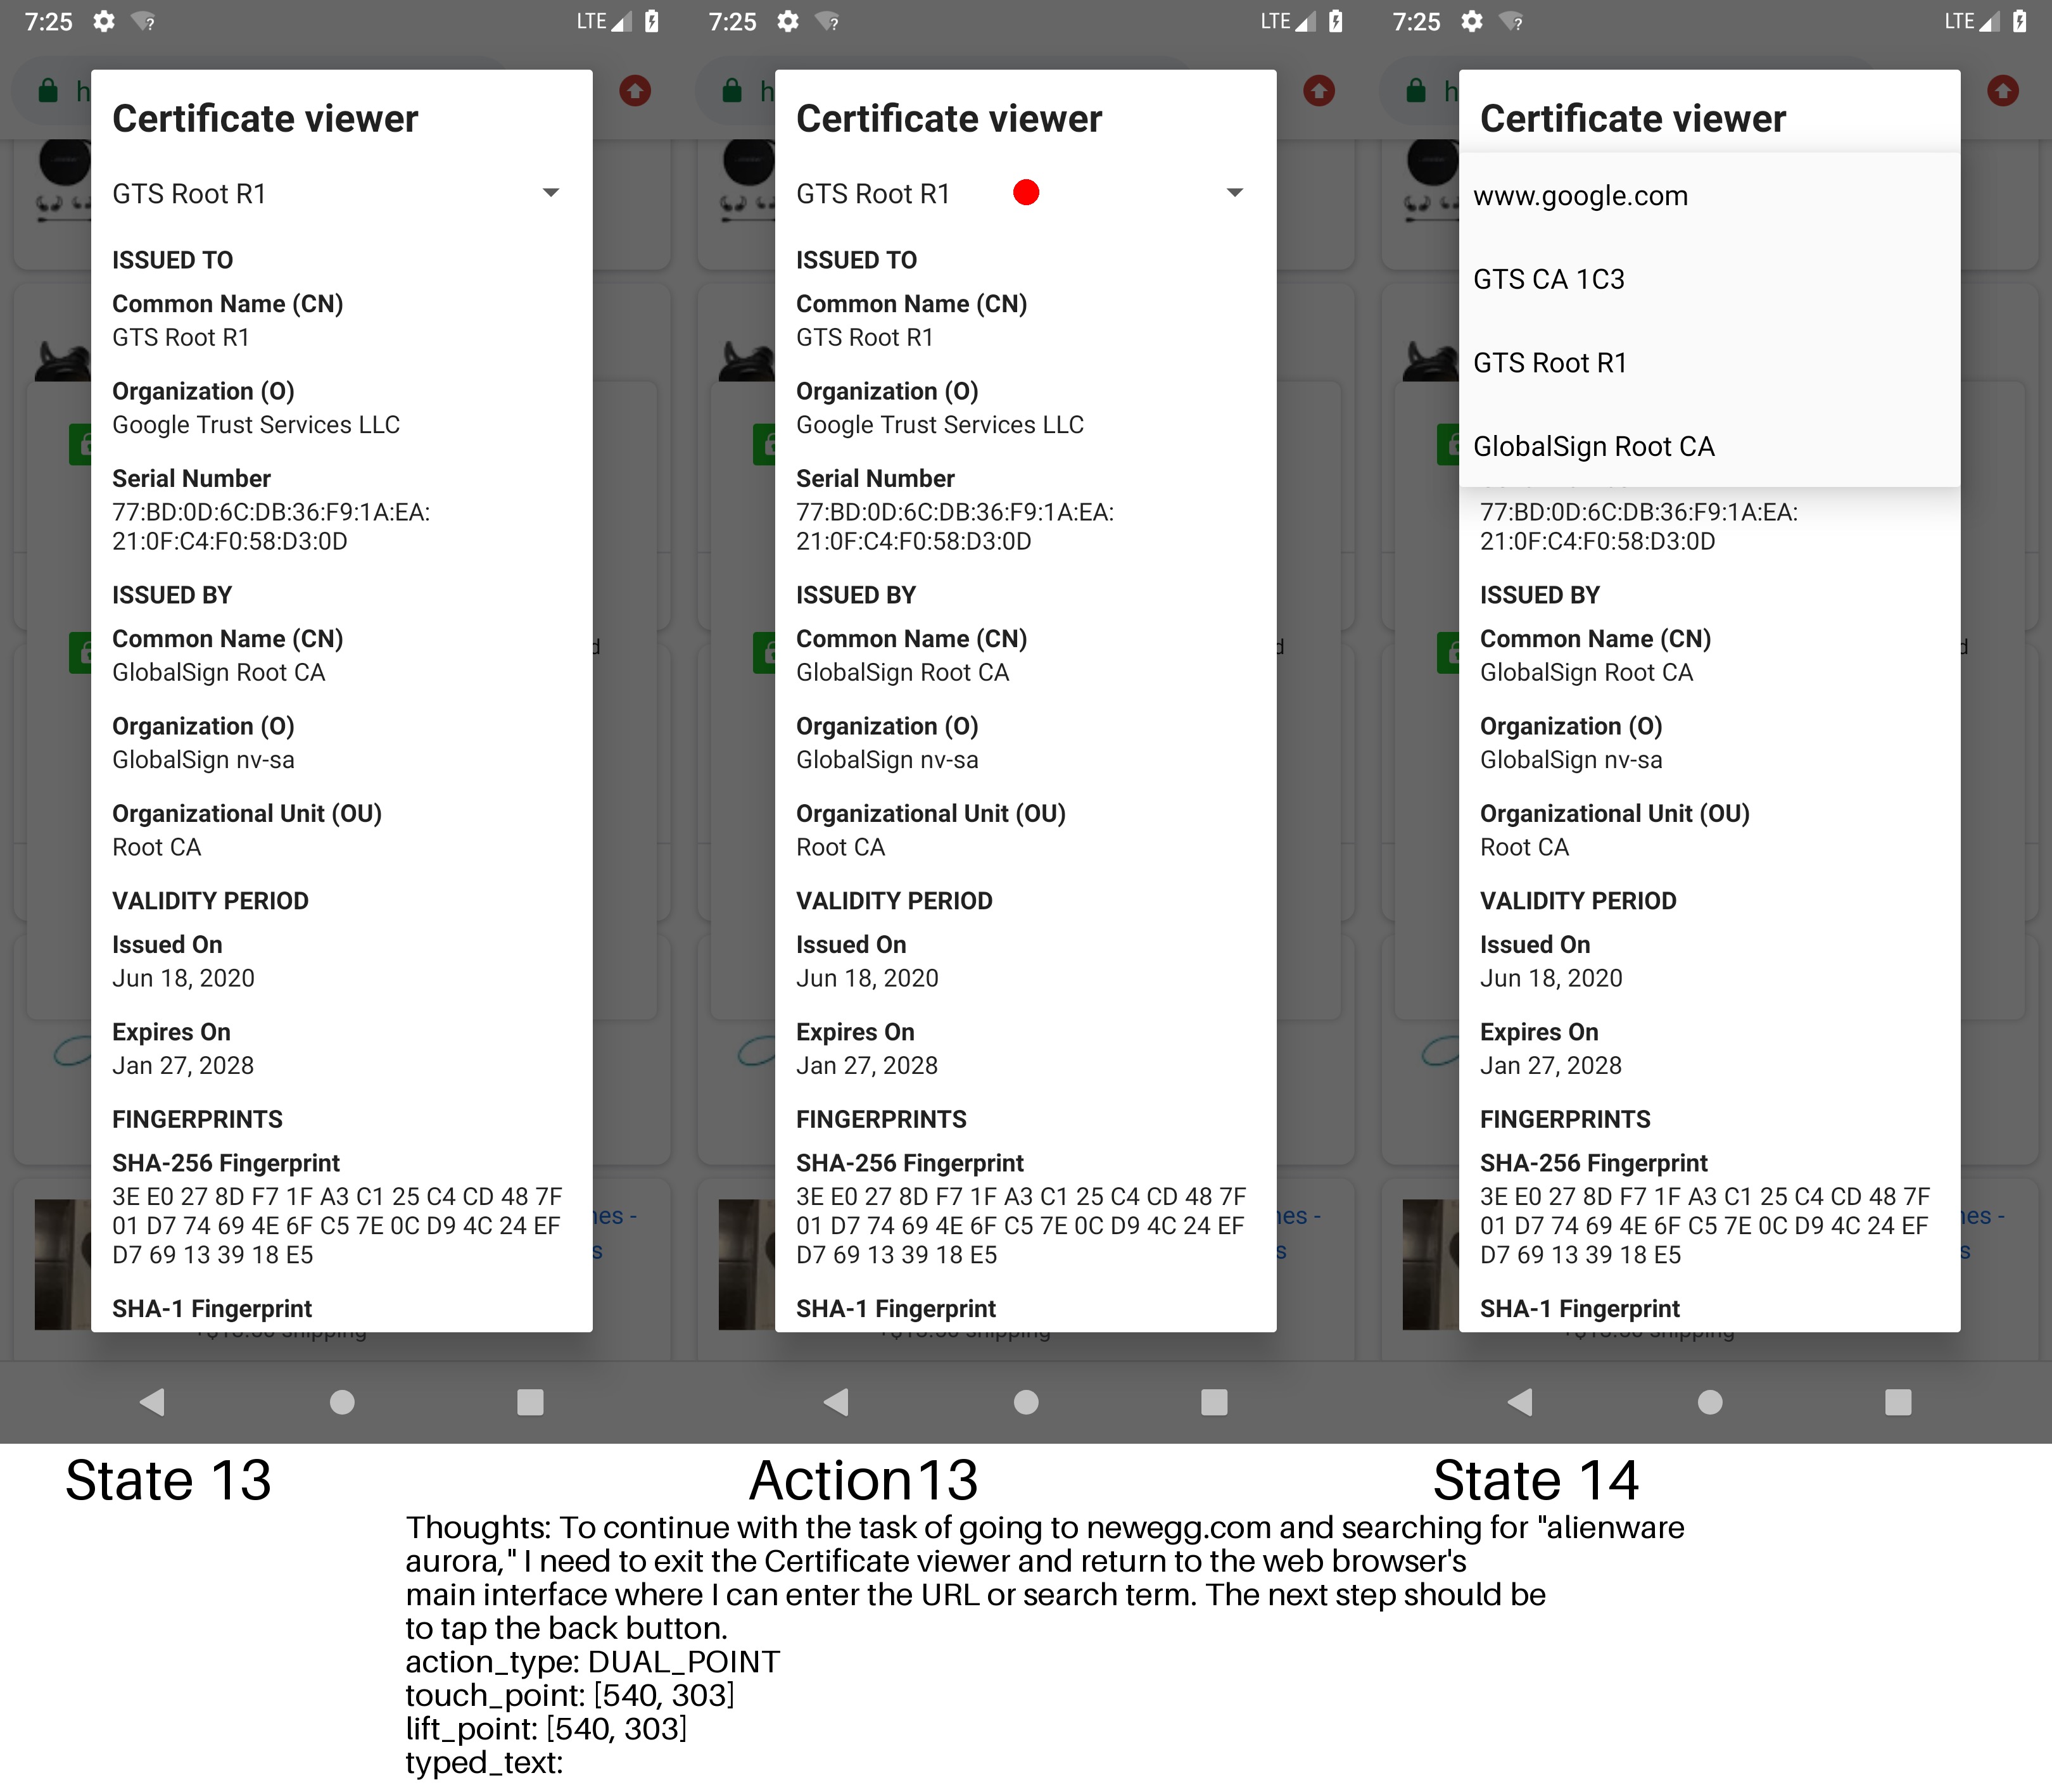 7:25
LTE
h
Certificate viewer
GTS Root R1
ISSUED TO
Common Name (CN)
GTS Root R1
Organization (O)
Google Trust Services LLC
Serial Number
77:BD:0D:6C:DB:36:F9:1A:EA:
21:0F:C4:F0:58:D3:0D
ISSUED BY
Common Name (CN)
GlobalSign Root CA
Organization (O)
GlobalSign nv-sa
Organizational Unit (OU)
Root CA
VALIDITY PERIOD
Issued On
Jun 18, 2020
Expires On
Jan 27, 2028
FINGERPRINTS
SHA-256 Fingerprint
3E E0 27 8D F7 1F A3 C1 25 C4 CD 48 7F
01 D7 74 69 4E 6F C5 7E 0C D9 4C 24 EF
D7 69 13 39 18 E5
SHA-1 Fingerprint
d
nes -
s
shipping
State 13
7:25
LTE
h
Certificate viewer
GTS Root R1
ISSUED TO
Common Name (CN)
GTS Root R1
Organization (O)
Google Trust Services LLC
Serial Number
77:BD:0D:6C:DB:36:F9:1A:EA:
21:0F:C4:F0:58:D3:0D
ISSUED BY
Common Name (CN)
GlobalSign Root CA
Organization (O)
GlobalSign nv-sa
Organizational Unit (OU)
Root CA
VALIDITY PERIOD
Issued On
Jun 18, 2020
Expires On
Jan 27, 2028
FINGERPRINTS
SHA-256 Fingerprint
3E E0 27 8D F7 1F A3 C1 25 C4 CD 48 7F
01 D7 74 69 4E 6F C5 7E 0C D9 4C 24 EF
D7 69 13 39 18 E5
SHA-1 Fingerprint
d
nes -
s
shipping
Action13
7:25
LTE
h
Certificate viewer
www.google.com
GTS CA 1C3
GTS Root R1
GlobalSign Root CA
77:BD:0D:6C:DB:36:F9:1A:EA:
21:0F:C4:F0:58:D3:0D
ISSUED BY
Common Name (CN)
GlobalSign Root CA
Organization (O)
GlobalSign nv-sa
Organizational Unit (OU)
Root CA
VALIDITY PERIOD
Issued On
Jun 18, 2020
Expires On
Jan 27, 2028
FINGERPRINTS
SHA-256 Fingerprint
3E E0 27 8D F7 1F A3 C1 25 C4 CD 48 7F
01 D7 74 69 4E 6F C5 7E 0C D9 4C 24 EF
D7 69 13 39 18 E5
SHA-1 Fingerprint
d
nes -
s
shipping
State 14
Thoughts: To continue with the task of going to newegg.com and searching for "alienware
aurora," I need to exit the Certificate viewer and return to the web browser's
main interface where I can enter the URL or search term. The next step should be
to tap the back button.
action_type: DUAL_POINT
touch_point: [540, 303]
lift_point: [540, 303]
typed_text: